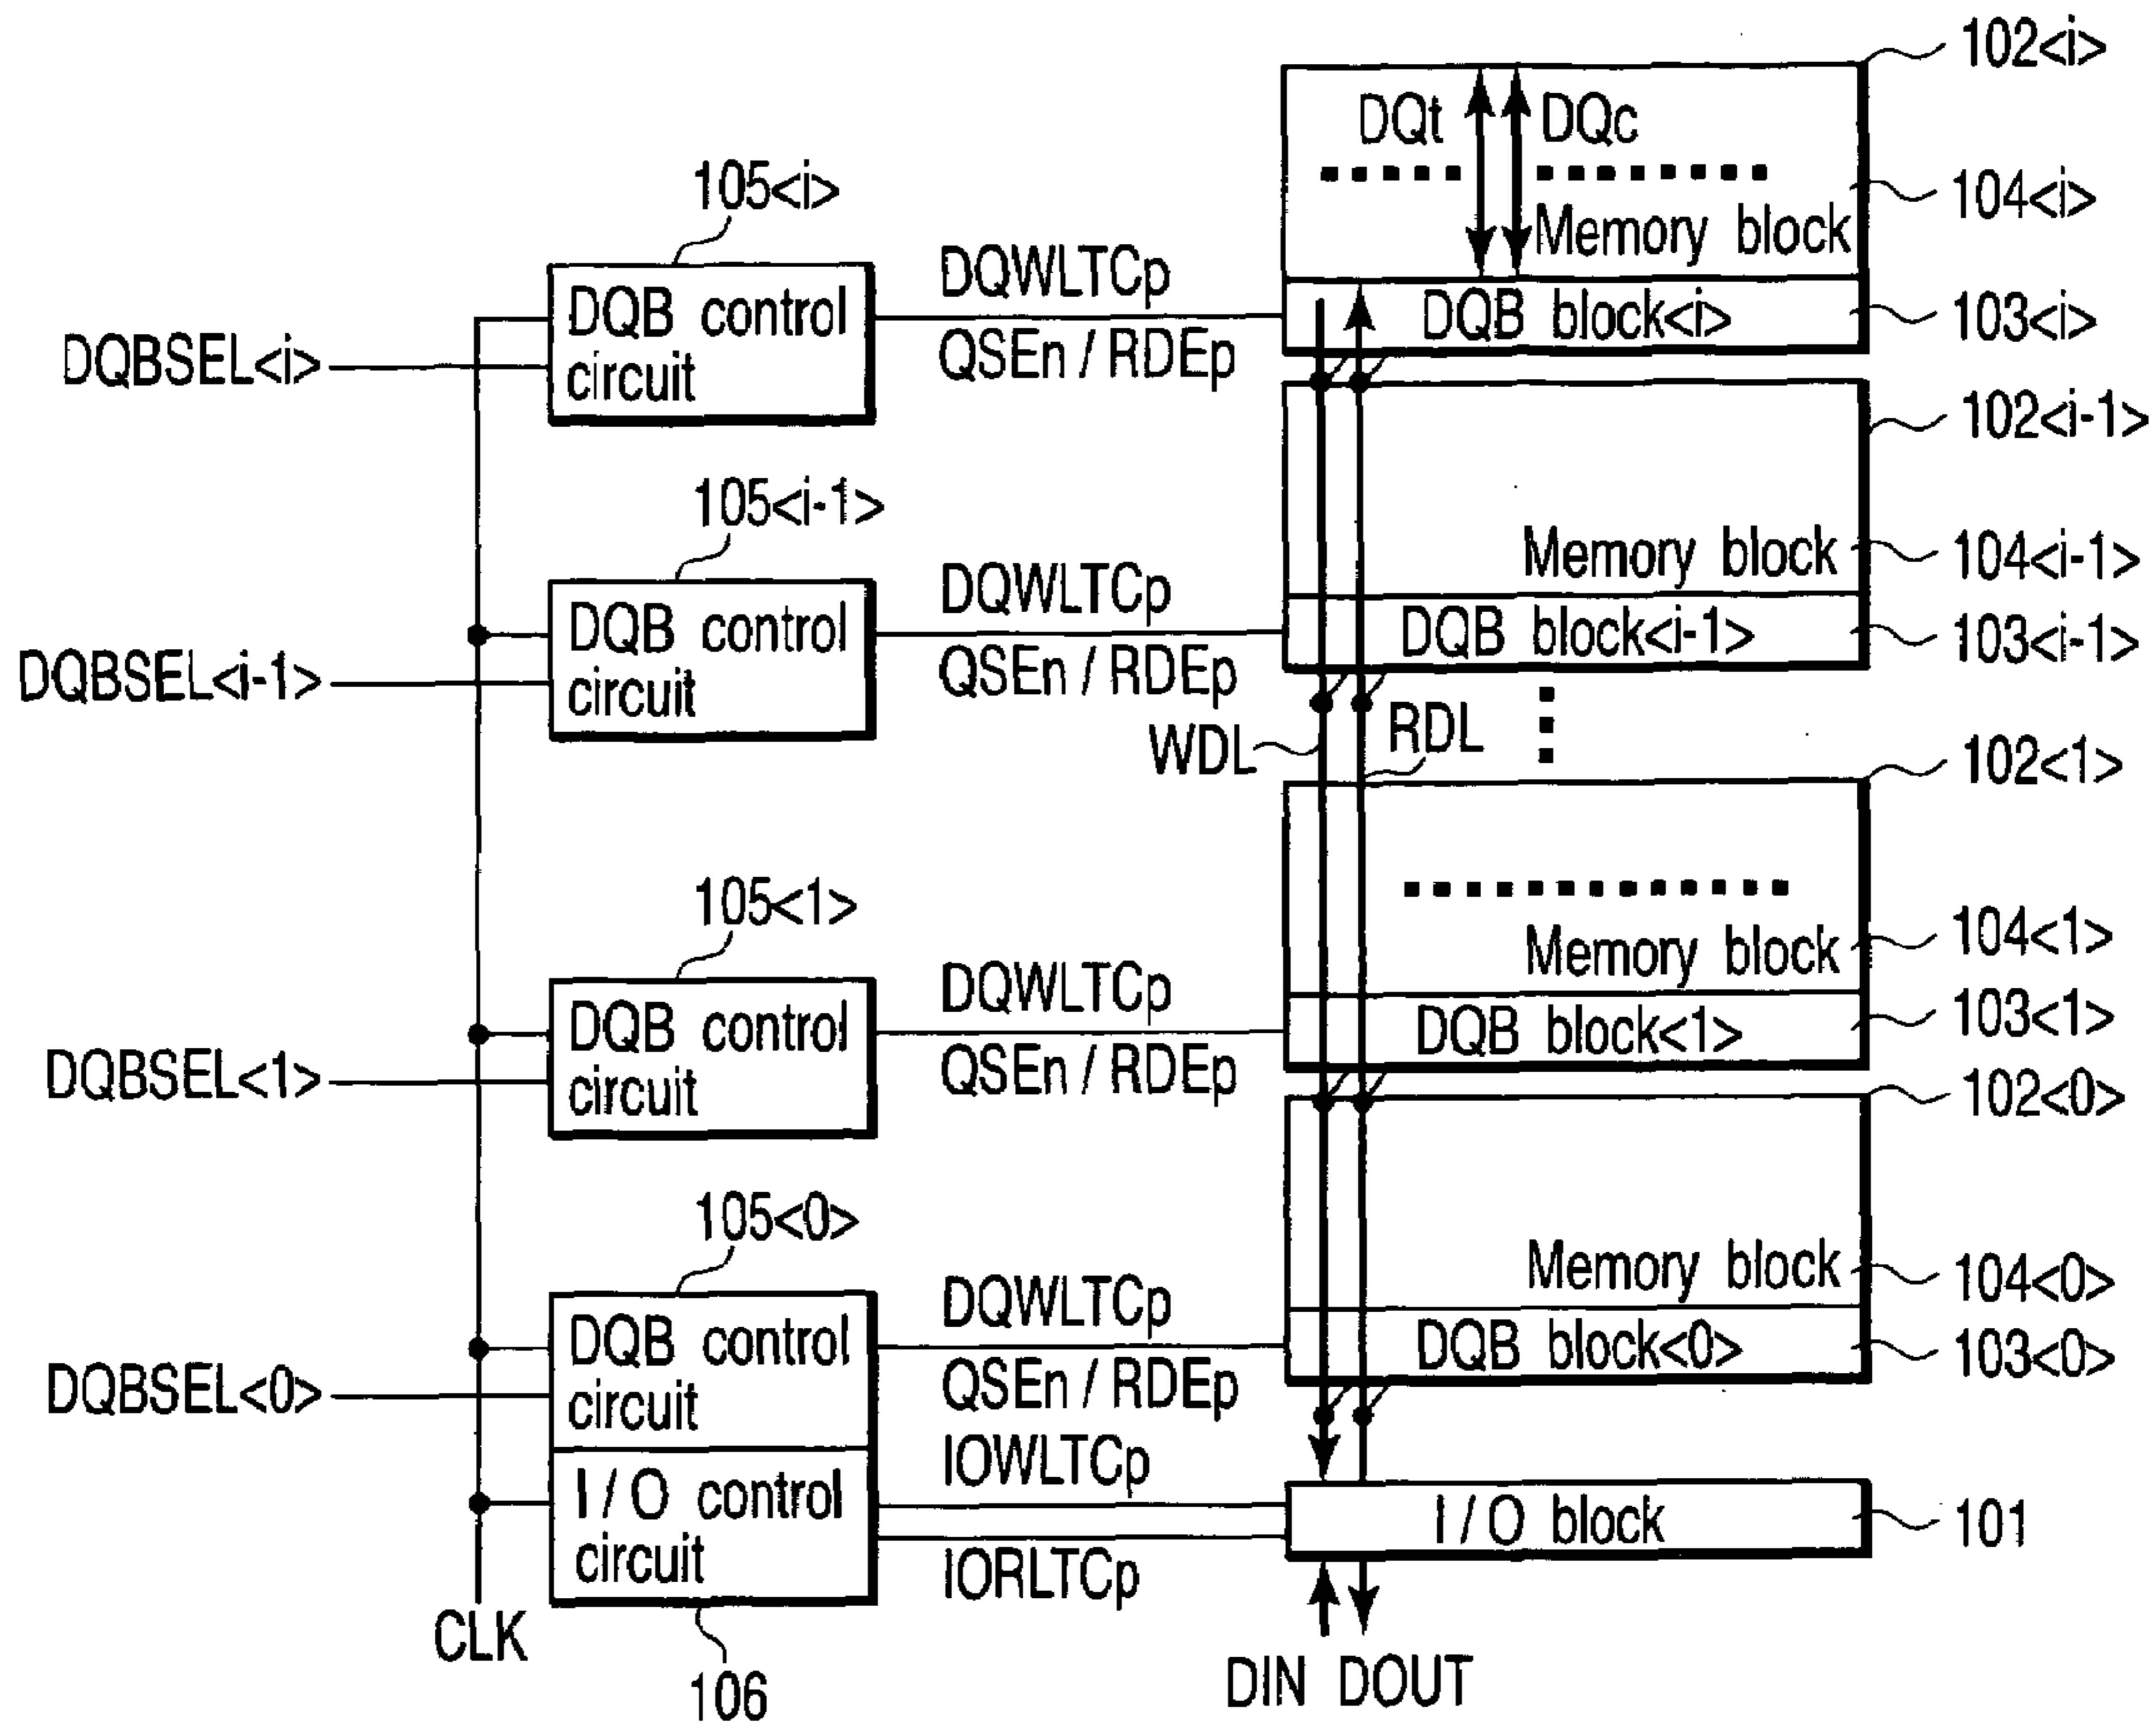 102<i>
DQt
DQc
104<i>
Memory block
105<i>
DQB control
circuit
DQWLTCp
QSEn / RDEp
DQB block<i>
103<i>
DQBSEL<i>
102<i-1>
105<i-1>
Memory block
104<i-1>
DQB control
circuit
DQWLTCp
QSEn / RDEp
DQB block<i-1>
103<i-1>
DQBSEL<i-1>
WDL
RDL
102<1>
105<1>
Memory block
104<1>
DQB control
circuit
DQWLTCp
QSEn / RDEp
DQB block<1>
103<1>
DQBSEL<1>
102<0>
105<0>
Memory block
104<0>
DQB control
circuit
DQWLTCp
QSEn / RDEp
DQB block<0>
103<0>
DQBSEL<0>
I / O control
circuit
IOWLTCp
IORLTCp
I / O block
101
CLK
106
DIN
DOUT